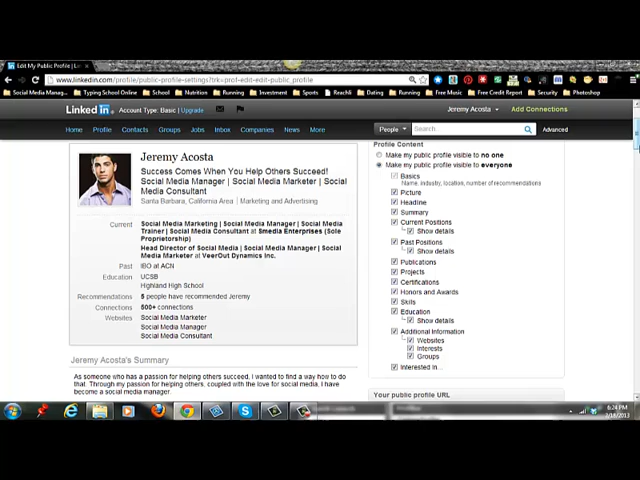 Edit My Public Profile | Lin
www.linkedin.com/profile/public-profile-settings?trk=prof-edit-edit-public_profile
Social Media Manag... Typing School Online School Nutrition Running Investment Sports Reachli Dating Running Free Music Free Credit Report Security Photoshop
Linked in Account Type: Basic | Upgrade Jeremy Acosta Add Connections
Home Profile Contacts Groups Jobs Inbox Companies News More People Search... Advanced
Jeremy Acosta
Success Comes When You Help Others Succeed!
Social Media Manager | Social Media Marketer | Social
Media Consultant
Santa Barbara, California Area | Marketing and Advertising
Current Social Media Marketing | Social Media Manager | Social Media
Trainer | Social Media Consultant at Smedia Enterprises (Sole
Proprietorship)
Head Director of Social Media | Social Media Manager | Social
Media Marketer at VeerOut Dynamics Inc.
Past IBO at ACN
Education UCSB
Highland High School
Recommendations 5 people have recommended Jeremy
Connections 500+ connections
Websites Social Media Marketer
Social Media Manager
Social Media Consultant
Jeremy Acosta's Summary
As someone who has a passion for helping others succeed, I wanted to find a way how to do
that. Through my passion for helping others, coupled with the love for social media, I have
become a social media manager.
Profile Content
Make my public profile visible to no one
Make my public profile visible to everyone
Basics
Name, industry, location, number of recommendations
Picture
Headline
Summary
Current Positions
Show details
Past Positions
Show details
Publications
Projects
Certifications
Honors and Awards
Skills
Education
Show details
Additional Information
Websites
Interests
Groups
Interested in...
Your public profile URL
6:24 PM